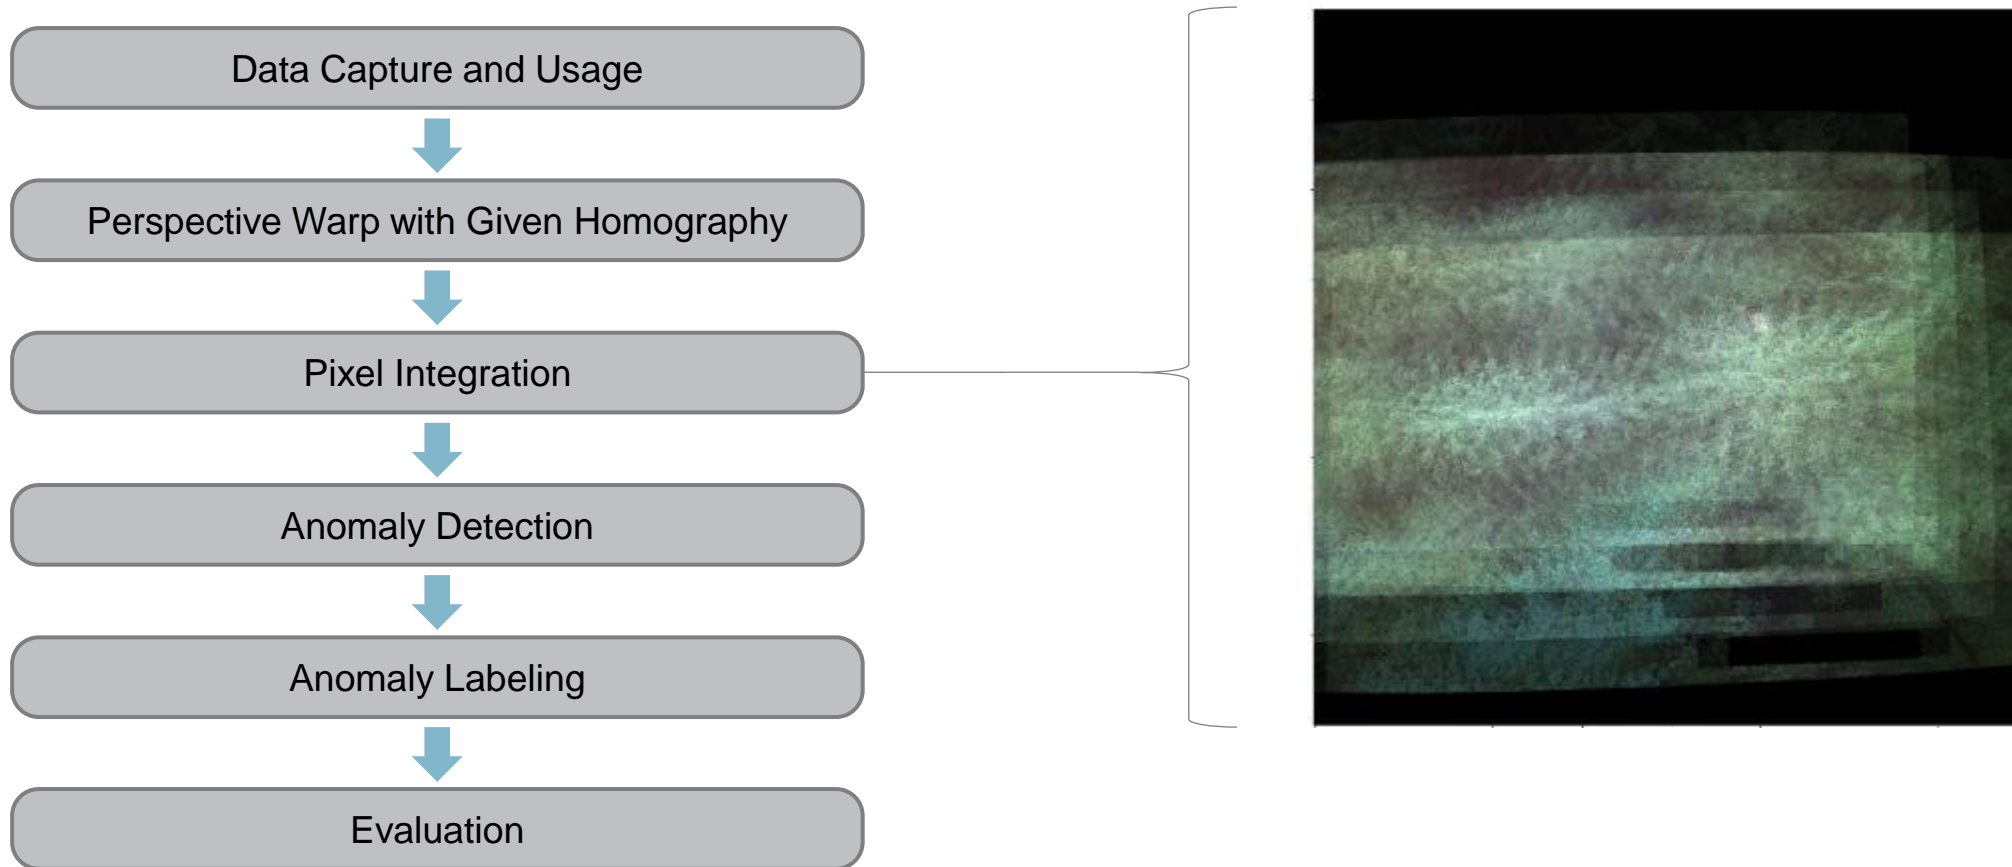 Data Capture and Usage
Perspective Warp with Given Homography
Pixel Integration
Anomaly Detection
Anomaly Labeling
Evaluation